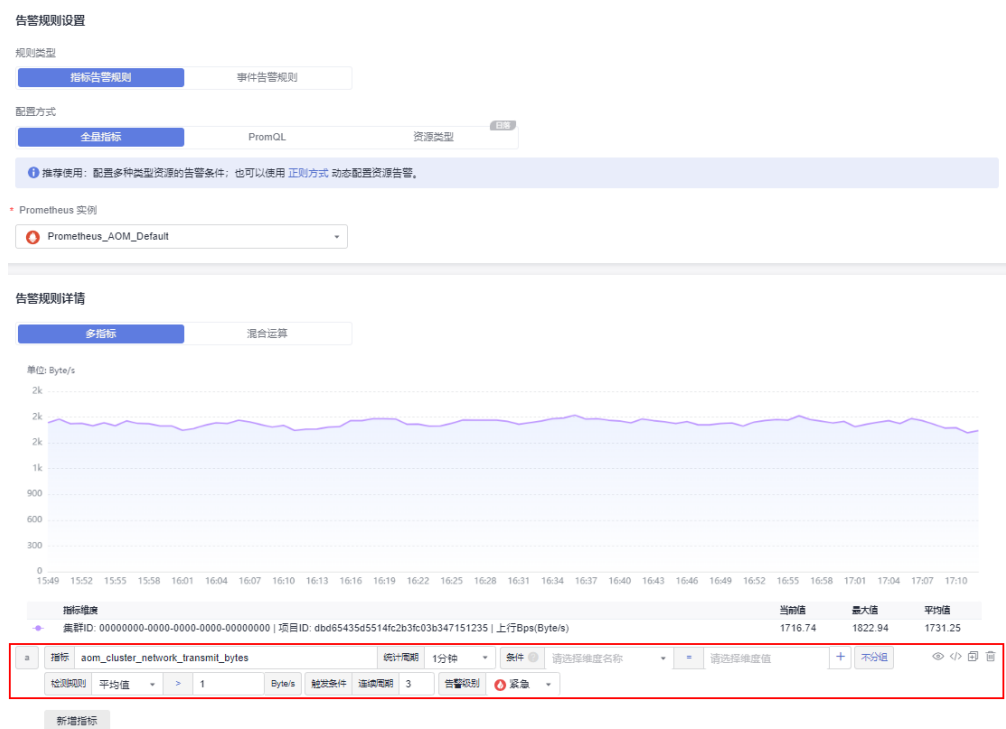 告警规则设置
规则类型
指标告警规则 事件告警规则
配置方式
全量指标 PromQL 资源类型 日落
推荐使用：配置多种类型资源的告警条件；也可以使用 正则方式 动态配置资源告警。
* Prometheus 实例
Prometheus_AOM_Default
告警规则详情
多指标 混合运算
单位: Byte/s
2k
2k
2k
1k
900
600
300
0
15:49 15:52 15:55 15:58 16:01 16:04 16:07 16:10 16:13 16:16 16:19 16:22 16:25 16:28 16:31 16:34 16:37 16:40 16:43 16:46 16:49 16:52 16:55 16:58 17:01 17:04 17:07 17:10
指标维度 当前值 最大值 平均值
集群ID: 00000000-0000-0000-0000-00000000 | 项目ID: dbd65435d5514fc2b3fc03b347151235 | 上行Bps(Byte/s) 1716.74 1822.94 1731.25
a 指标 aom_cluster_network_transmit_bytes 统计周期 1分钟 条件 请选择维度名称 = 请选择维度值 + 不分组
检测规则 平均值 > 1 Byte/s 触发条件 连续周期 3 告警级别 紧急
新增指标